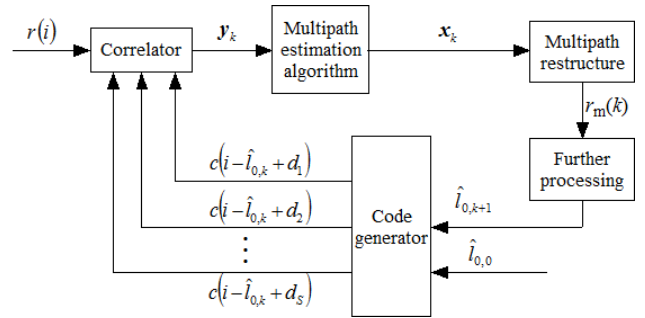 r(i)
Correlator
y_k
Multipath
estimation
algorithm
x_k
Multipath
restructure
r_m(k)
Further
processing
c(i − l̂_{0,k} + d_1)
c(i − l̂_{0,k} + d_2)
⋮
c(i − l̂_{0,k} + d_S)
Code
generator
l̂_{0,k+1}
l̂_{0,0}